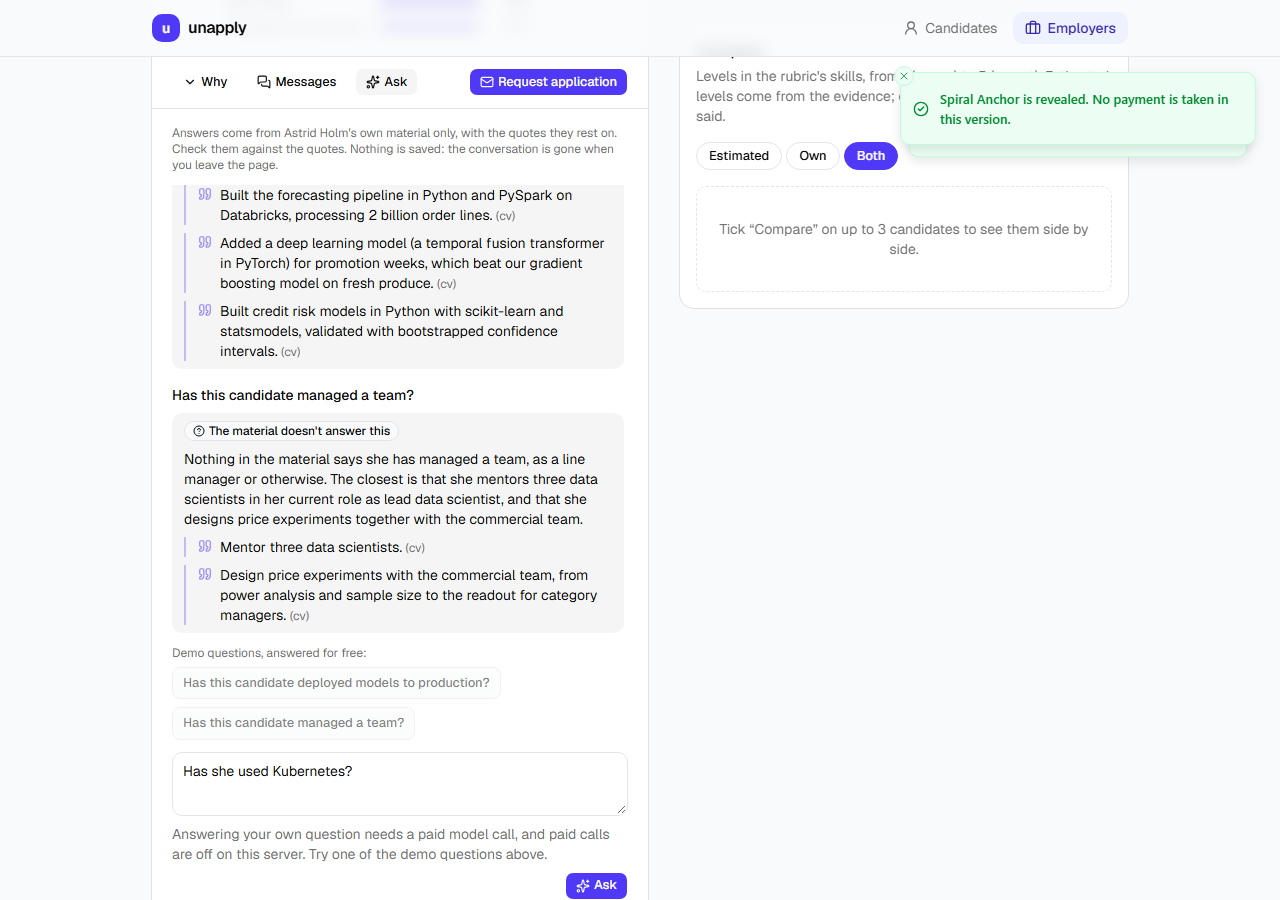 u unapply
Candidates
Employers
Why
Messages
Ask
Request application
Answers come from Astrid Holm's own material only, with the quotes they rest on.
Check them against the quotes. Nothing is saved: the conversation is gone when
you leave the page.
Built the forecasting pipeline in Python and PySpark on
Databricks, processing 2 billion order lines. (cv)
Added a deep learning model (a temporal fusion transformer
in PyTorch) for promotion weeks, which beat our gradient
boosting model on fresh produce. (cv)
Built credit risk models in Python with scikit-learn and
statsmodels, validated with bootstrapped confidence
intervals. (cv)
Has this candidate managed a team?
The material doesn't answer this
Nothing in the material says she has managed a team, as a line
manager or otherwise. The closest is that she mentors three data
scientists in her current role as lead data scientist, and that she
designs price experiments together with the commercial team.
Mentor three data scientists. (cv)
Design price experiments with the commercial team, from
power analysis and sample size to the readout for category
managers. (cv)
Demo questions, answered for free:
Has this candidate deployed models to production?
Has this candidate managed a team?
Has she used Kubernetes?
Answering your own question needs a paid model call, and paid calls
are off on this server. Try one of the demo questions above.
Ask
Levels in the rubric's skills, from
levels come from the evidence;
said.
Estimated
Own
Both
Tick “Compare” on up to 3 candidates to see them side by
side.
Spiral Anchor is revealed. No payment is taken in
this version.